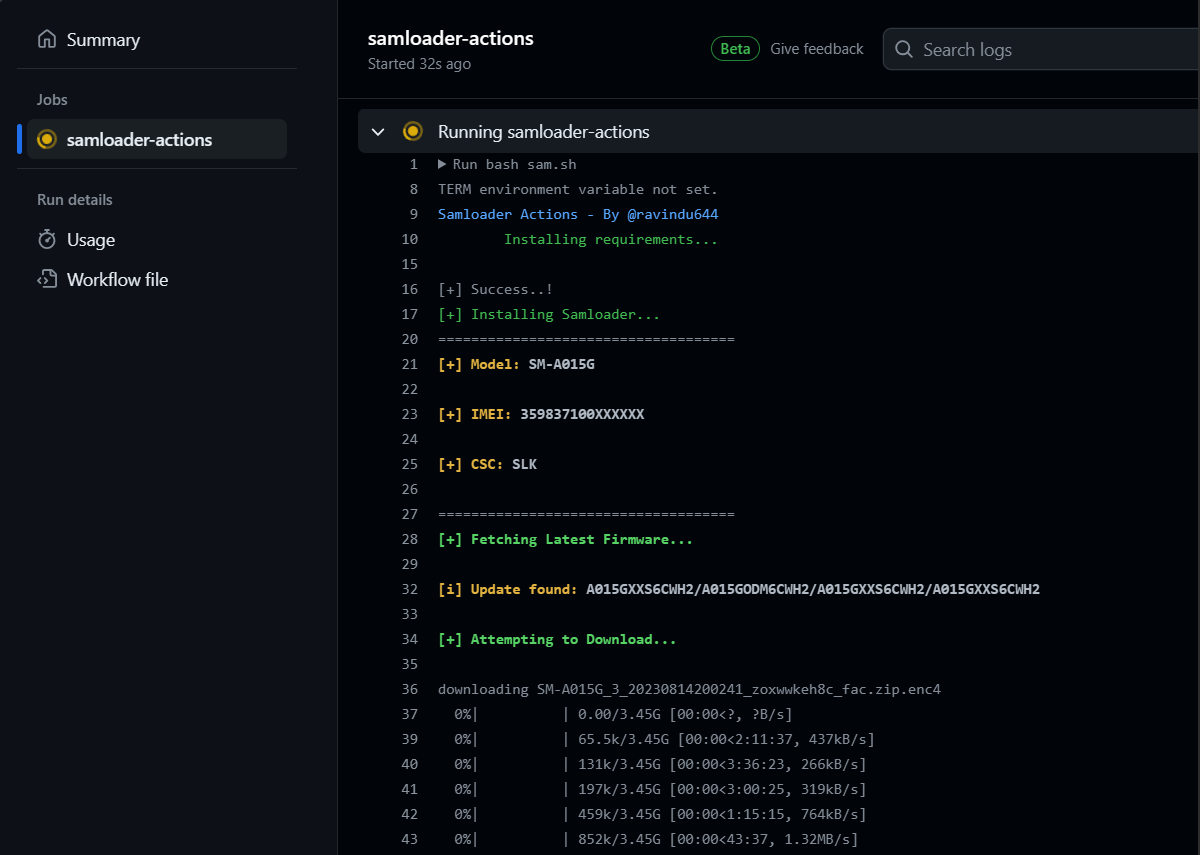 Summary
Jobs
samloader-actions
Run details
Usage
Workflow file
samloader-actions
Started 32s ago
Beta Give feedback
Search logs
Running samloader-actions
1 Run bash sam.sh
8 TERM environment variable not set.
9 Samloader Actions - By @ravindu644
10 Installing requirements...
15
16 [+] Success..!
17 [+] Installing Samloader...
20 ====================================
21 [+] Model: SM-A015G
22
23 [+] IMEI: 359837100XXXXXX
24
25 [+] CSC: SLK
26
27 ====================================
28 [+] Fetching Latest Firmware...
29
32 [i] Update found: A015GXXS6CWH2/A015GODM6CWH2/A015GXXS6CWH2/A015GXXS6CWH2
33
34 [+] Attempting to Download...
35
36 downloading SM-A015G_3_20230814200241_zoxwwkeh8c_fac.zip.enc4
37 0%| | 0.00/3.45G [00:00<?, ?B/s]
39 0%| | 65.5k/3.45G [00:00<2:11:37, 437kB/s]
40 0%| | 131k/3.45G [00:00<3:36:23, 266kB/s]
41 0%| | 197k/3.45G [00:00<3:00:25, 319kB/s]
42 0%| | 459k/3.45G [00:00<1:15:15, 764kB/s]
43 0%| | 852k/3.45G [00:00<43:37, 1.32MB/s]